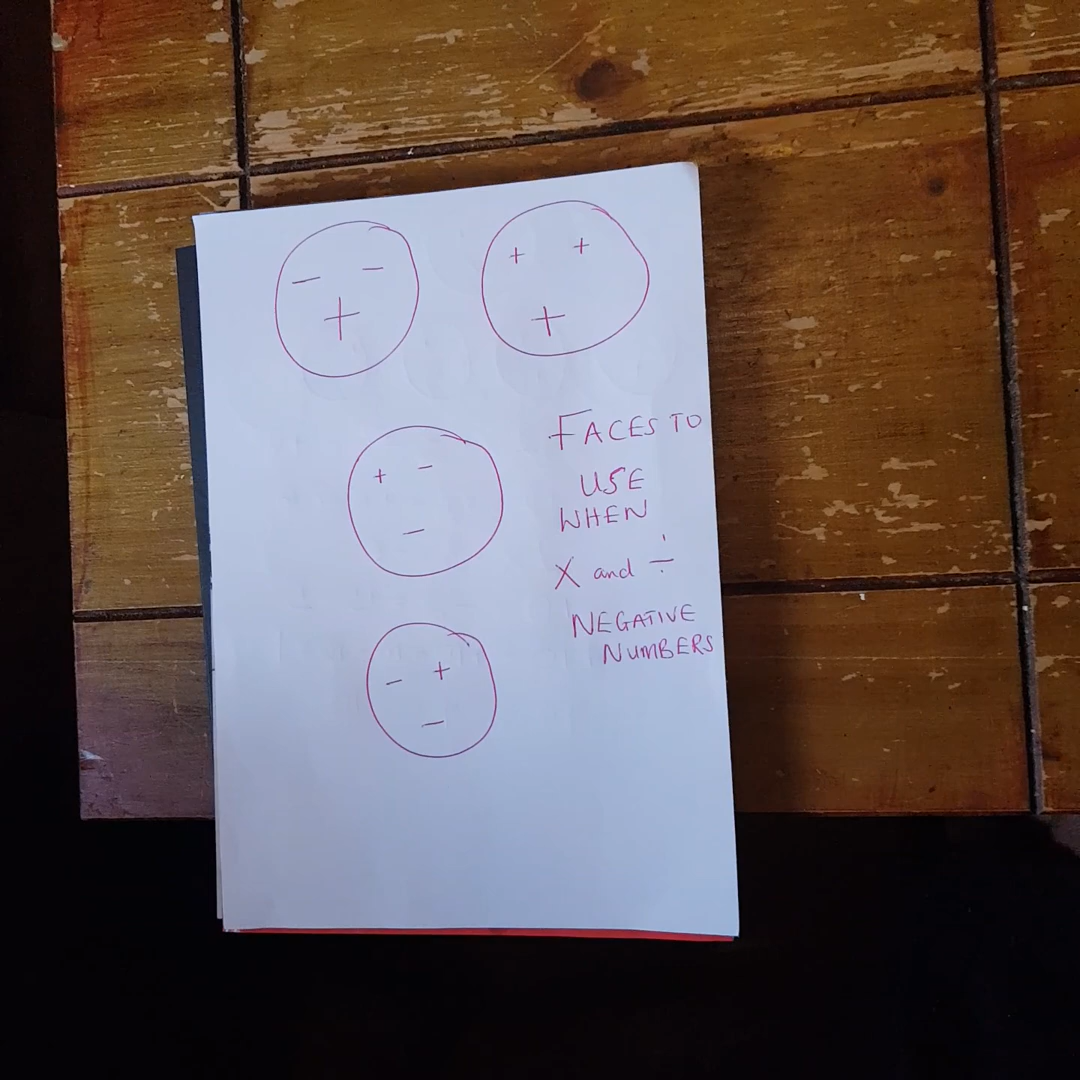 − −
+
+ +
+
+ −
−
− +
−
FACES TO
USE
WHEN
X and ÷
NEGATIVE
NUMBERS